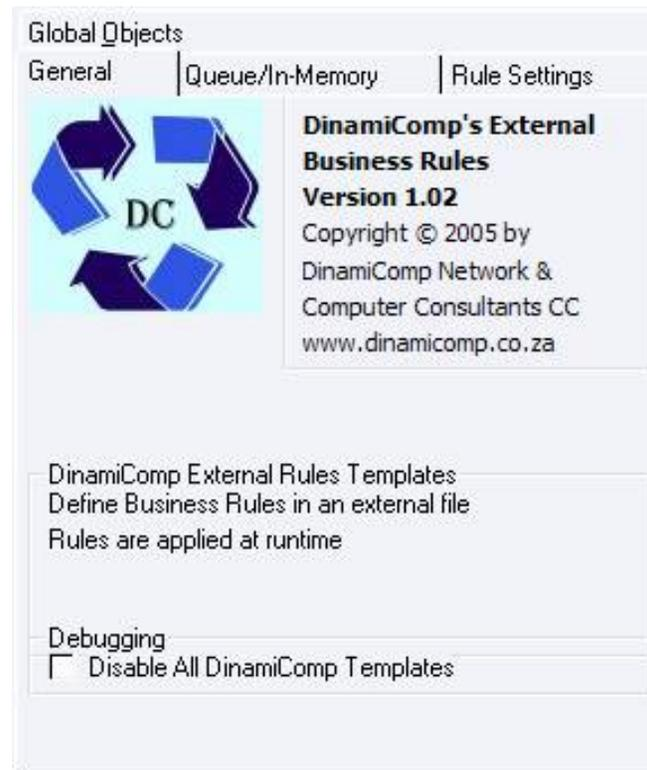 Global Objects
General Queue/In-Memory Rule Settings
DC
DinamiComp's External
Business Rules
Version 1.02
Copyright © 2005 by
DinamiComp Network &
Computer Consultants CC
www.dinamicomp.co.za
DinamiComp External Rules Templates
Define Business Rules in an external file
Rules are applied at runtime
Debugging
Disable All DinamiComp Templates